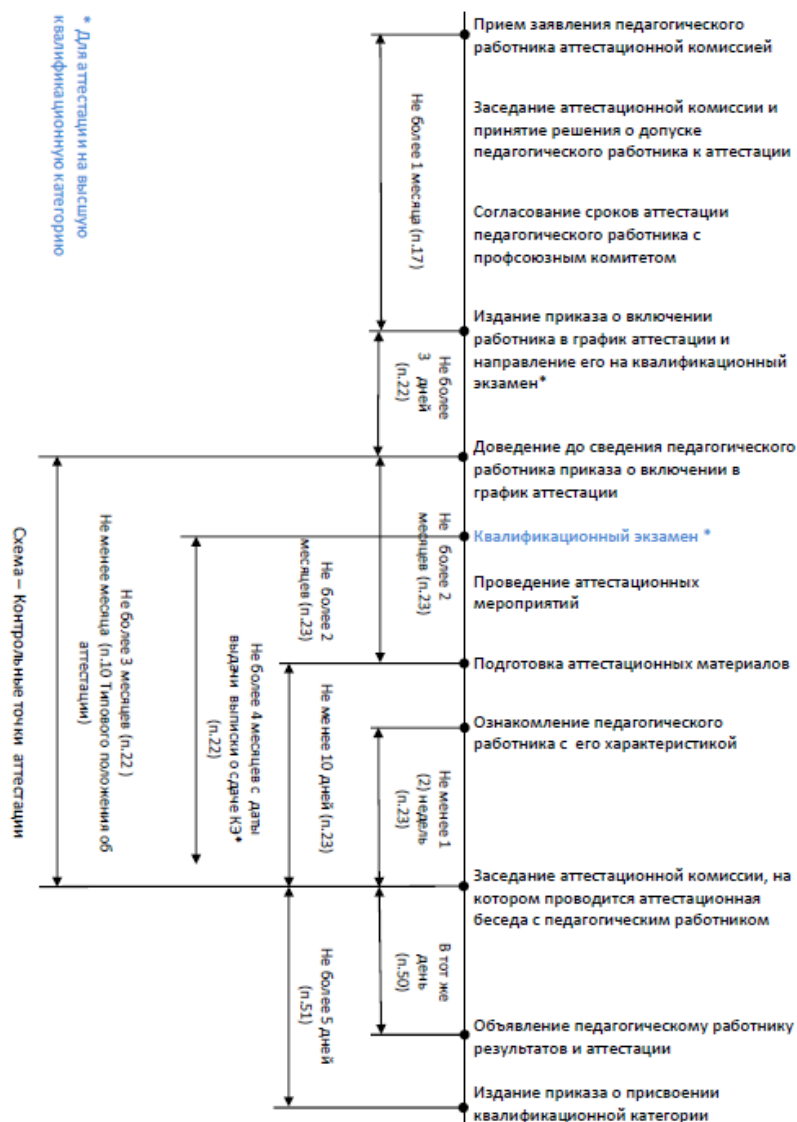 Прием заявления педагогического
работника аттестационной комиссией
Заседание аттестационной комиссии и
принятие решения о допуске
педагогического работника к аттестации
Согласование сроков аттестации
педагогического работника с
профсоюзным комитетом
Издание приказа о включении
работника в график аттестации и
направление его на квалификационный
экзамен*
Доведение до сведения педагогического
работника приказа о включении в
график аттестации
Квалификационный экзамен *
Проведение аттестационных
мероприятий
Подготовка аттестационных материалов
Ознакомление педагогического
работника с его характеристикой
Заседание аттестационной комиссии, на
котором проводится аттестационная
беседа с педагогическим работником
Объявление педагогическому работнику
результатов и аттестации
Издание приказа о присвоении
квалификационной категории
Не более 1 месяца (п.17)
Не более
3 дней
(п.22)
Не более 2
месяцев (п.23)
Не более 2
месяцев (п.23)
Не менее 1
(2) недель
(п.23)
Не менее 10 дней (п.23)
Не более 4 месяцев с даты
выдачи выписки о сдаче КЭ*
(п.22)
Не более 3 месяцев (п.22 )
Не менее месяца (п.10 Типового положения об
аттестации)
В тот же
день
(п.50)
Не более 5 дней
(п.51)
* Для аттестации на высшую
квалификационную категорию
Схема – Контрольные точки аттестации